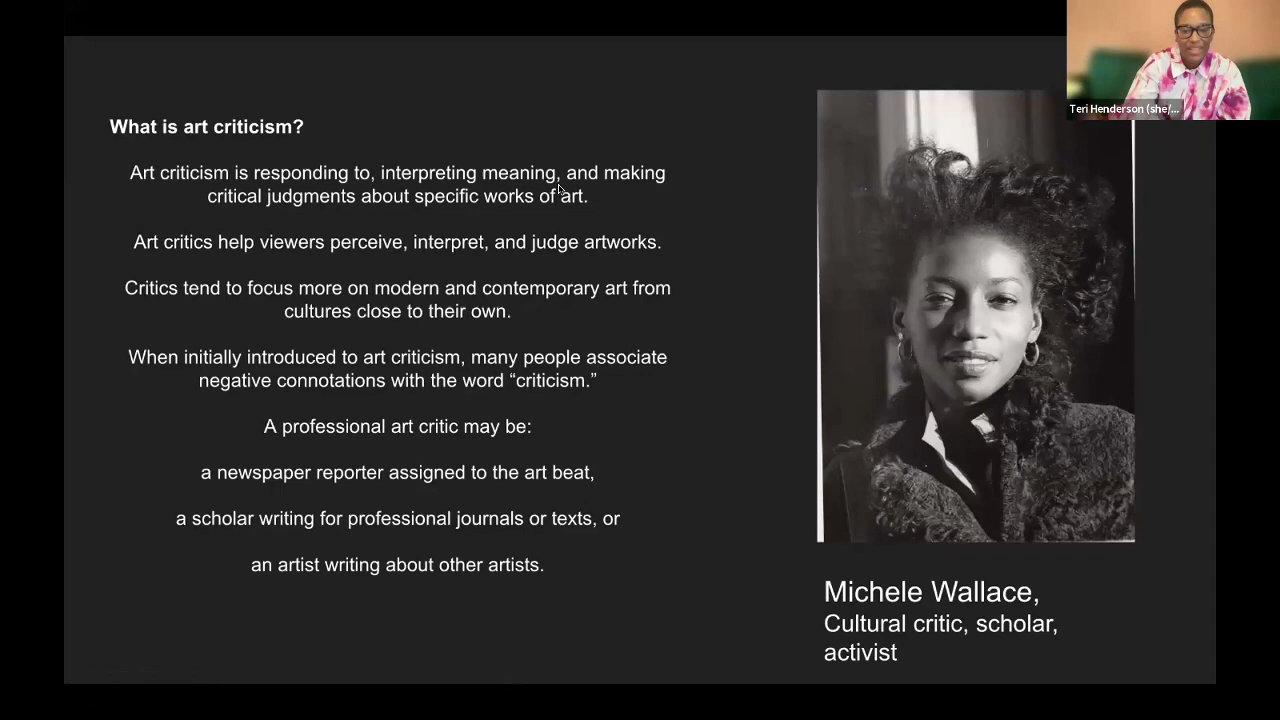 Teri Henderson (she/...
What is art criticism?
Art criticism is responding to, interpreting meaning, and making
critical judgments about specific works of art.
Art critics help viewers perceive, interpret, and judge artworks.
Critics tend to focus more on modern and contemporary art from
cultures close to their own.
When initially introduced to art criticism, many people associate
negative connotations with the word “criticism.”
A professional art critic may be:
a newspaper reporter assigned to the art beat,
a scholar writing for professional journals or texts, or
an artist writing about other artists.
Michele Wallace,
Cultural critic, scholar,
activist